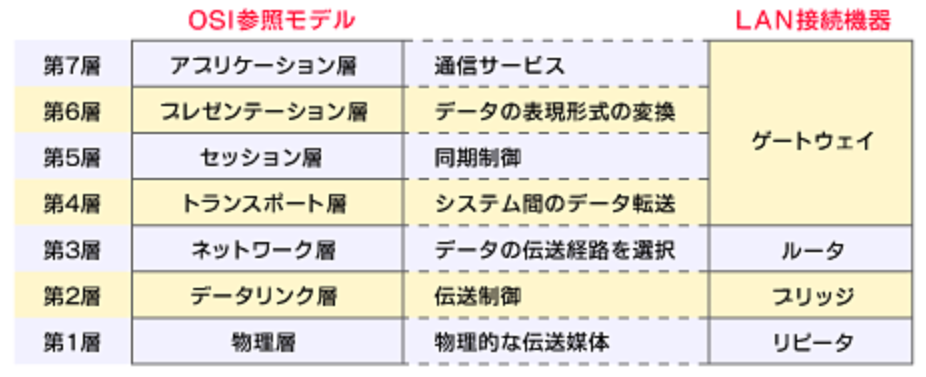 OSI参照モデル LAN接続機器
第7層 アプリケーション層 通信サービス
第6層 プレゼンテーション層 データの表現形式の変換
ゲートウェイ
第5層 セッション層 同期制御
第4層 トランスポート層 システム間のデータ転送
第3層 ネットワーク層 データの伝送経路を選択 ルータ
第2層 データリンク層 伝送制御 ブリッジ
第1層 物理層 物理的な伝送媒体 リピータ